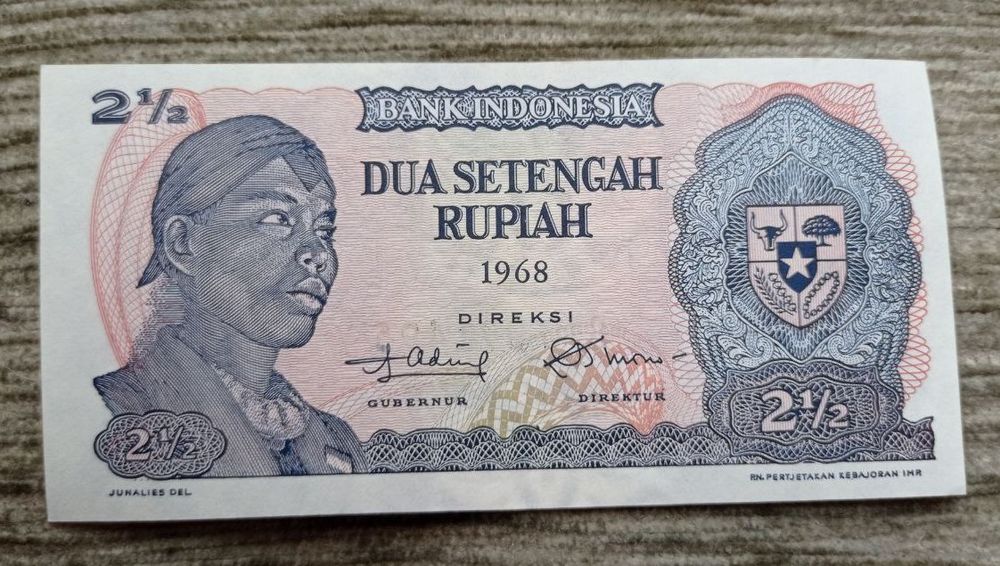 2½
BANK INDONESIA
DUA SETENGAH
RUPIAH
1968
DIREKSI
GUBERNUR
DIREKTUR
2½
2½
JUNALIES DEL.
PN. PERTJETAKAN KEBAJORAN IMP.